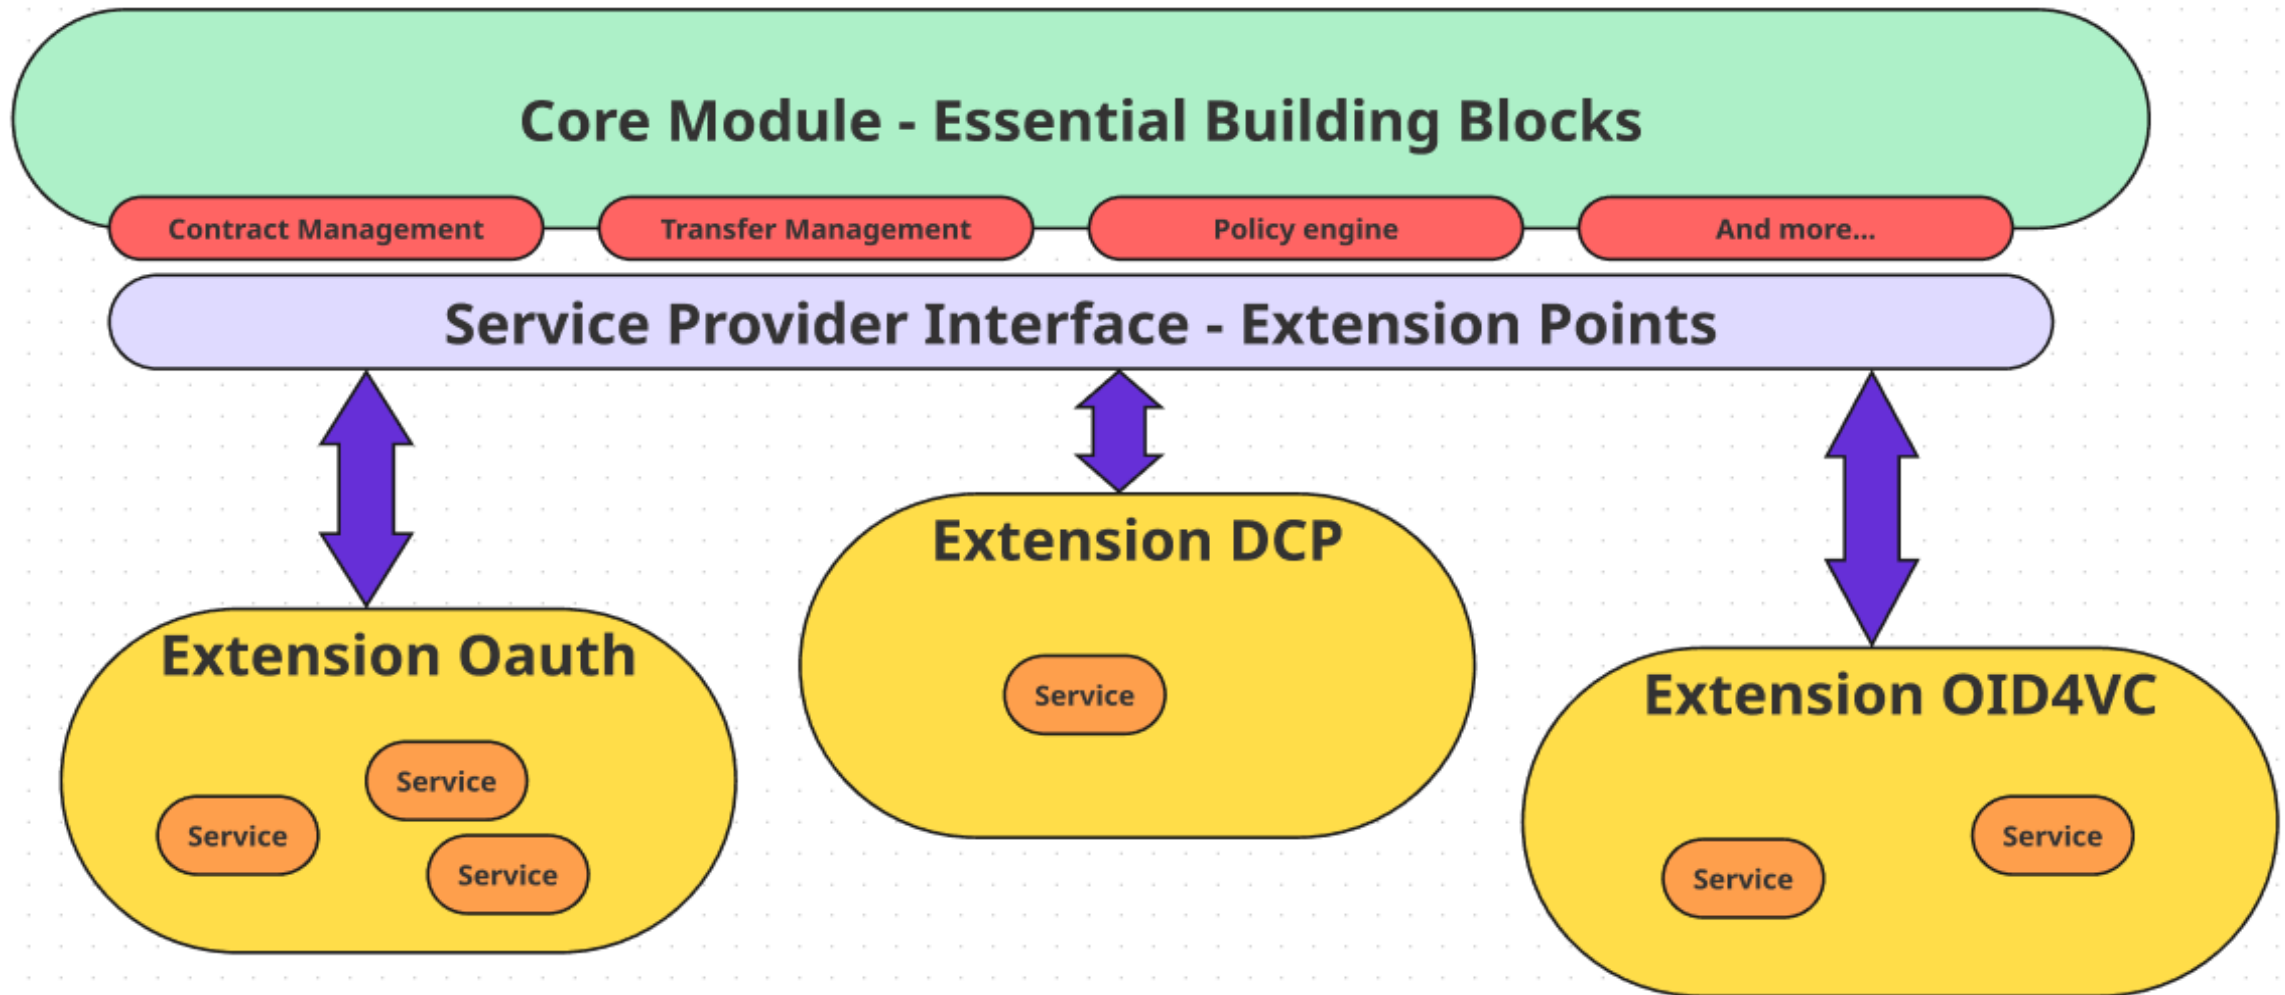 Core Module - Essential Building Blocks
Contract Management
Transfer Management
Policy engine
And more...
Service Provider Interface - Extension Points
Extension Oauth
Service
Service
Service
Extension DCP
Service
Extension OID4VC
Service
Service